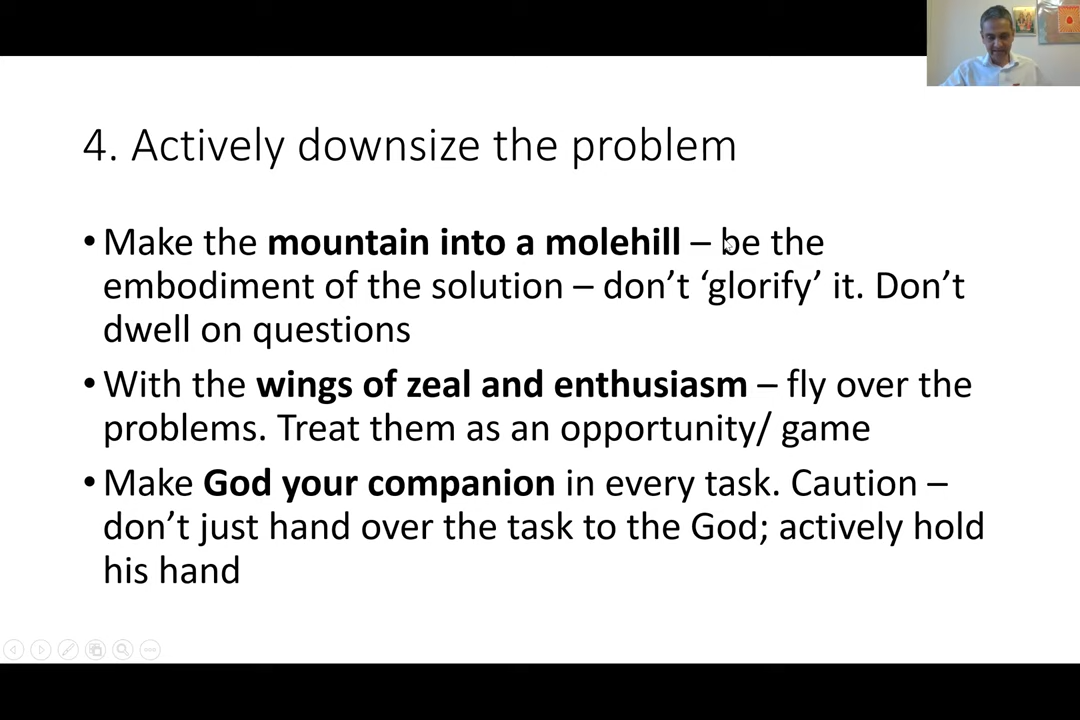 4. Actively downsize the problem
• Make the mountain into a molehill – be the
embodiment of the solution – don’t ‘glorify’ it. Don’t
dwell on questions
• With the wings of zeal and enthusiasm – fly over the
problems. Treat them as an opportunity/ game
• Make God your companion in every task. Caution –
don’t just hand over the task to the God; actively hold
his hand